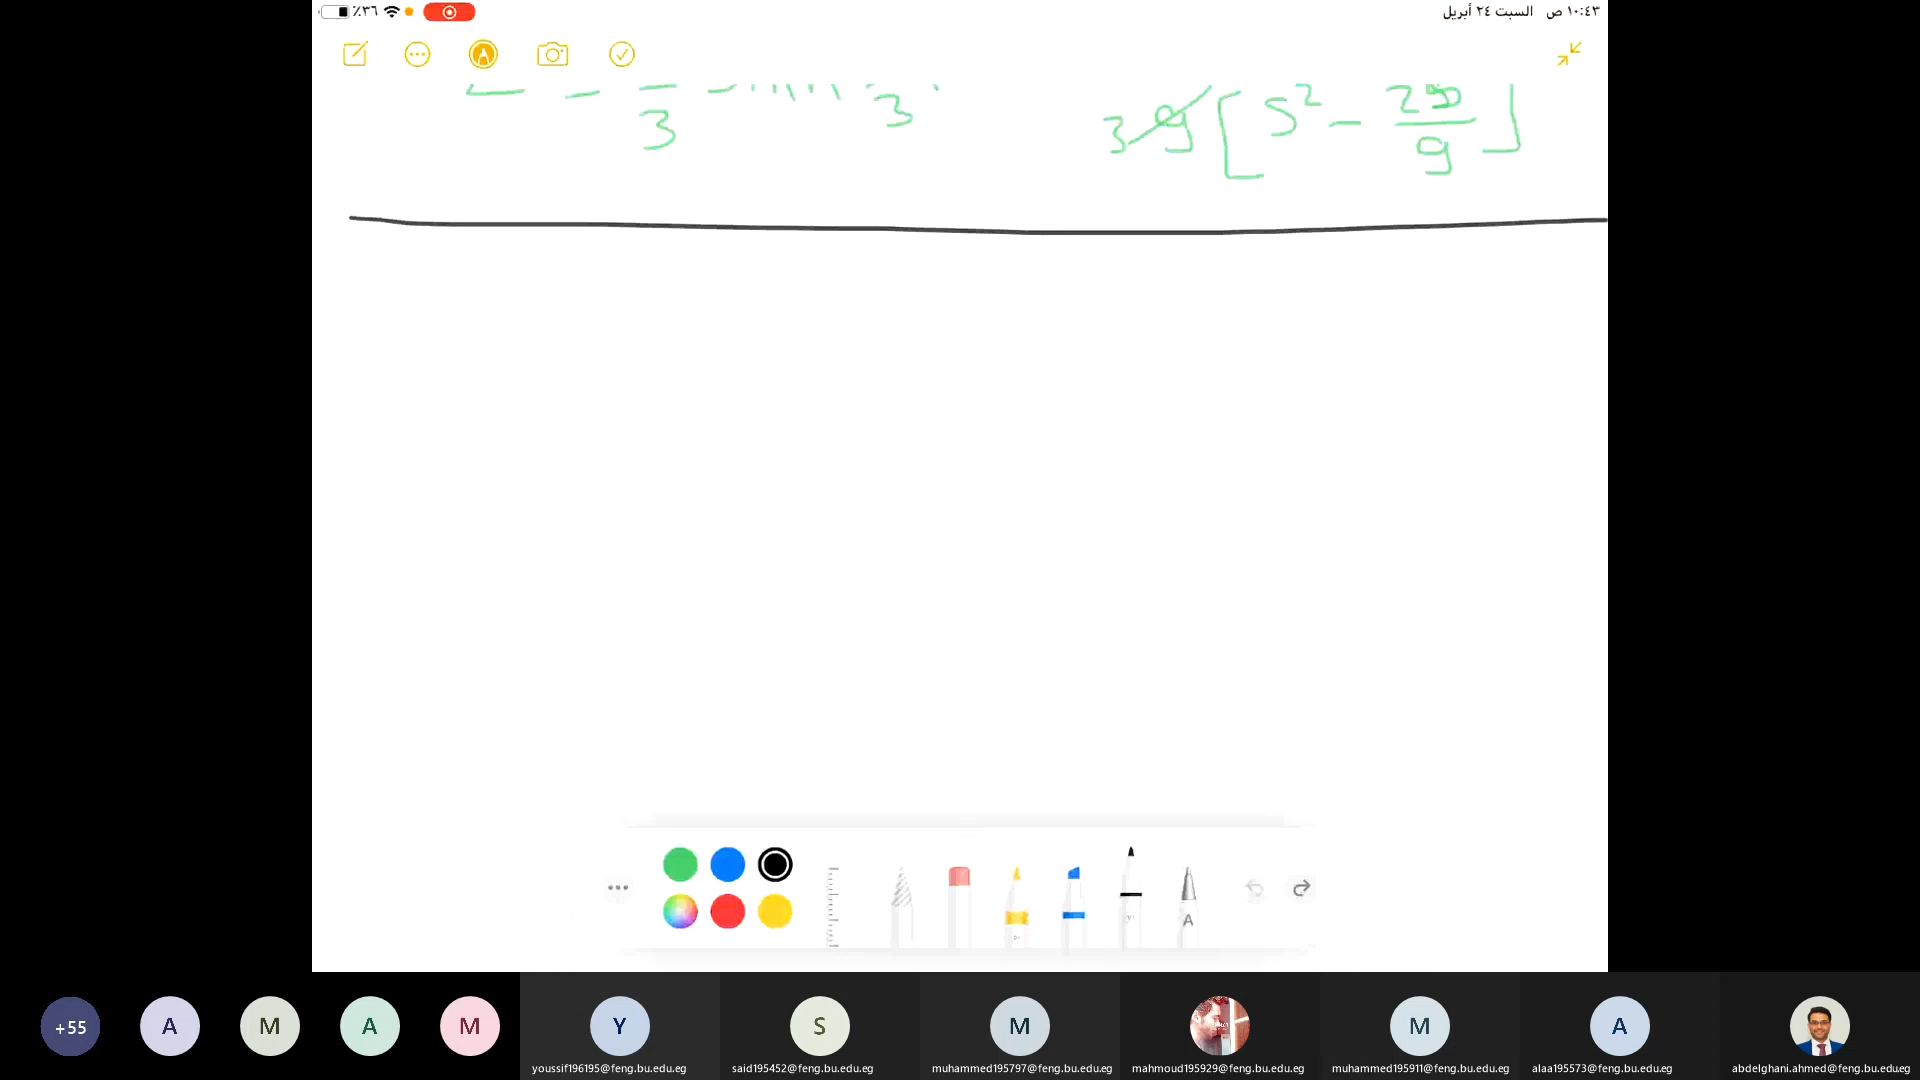 ٪٣٦
السبت ٢٤ أبريل ١٠:٤٣ ص
3
3
3 9 [ S² - 25
9 ]
A
+55
A
M
A
M
Y
S
M
M
A
youssif196195@feng.bu.edu.eg
said195452@feng.bu.edu.eg
muhammed195797@feng.bu.edu.eg
mahmoud195929@feng.bu.edu.eg
muhammed195911@feng.bu.edu.eg
alaa195573@feng.bu.edu.eg
abdelghani.ahmed@feng.bu.edu.eg